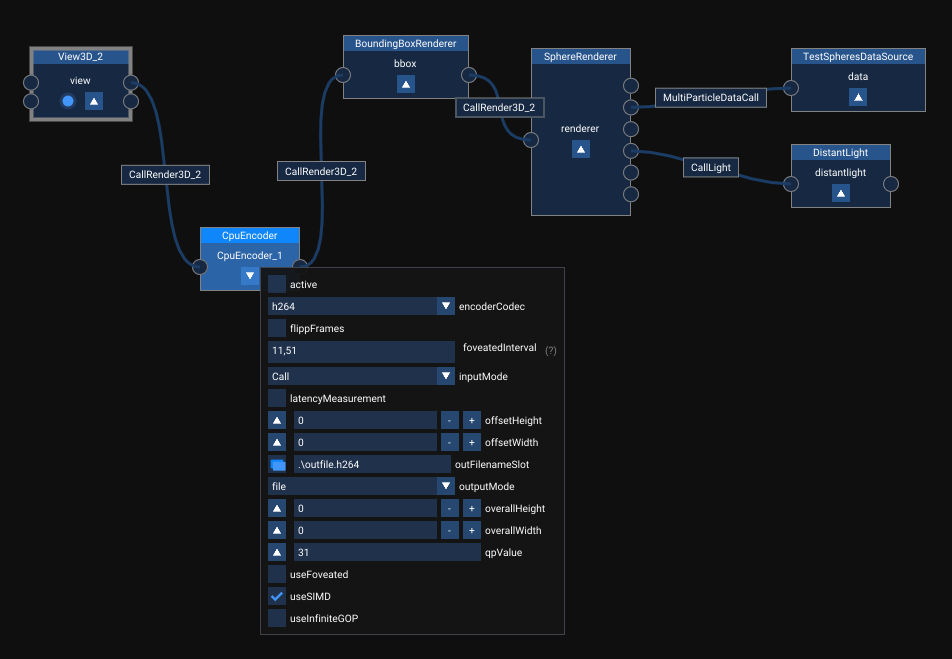 View3D_2
view
CallRender3D_2
CpuEncoder
CpuEncoder_1
CallRender3D_2
BoundingBoxRenderer
bbox
CallRender3D_2
SphereRenderer
renderer
MultiParticleDataCall
CallLight
TestSpheresDataSource
data
DistantLight
distantlight
active
h264 encoderCodec
flippFrames
11,51 foveatedInterval (?)
Call inputMode
latencyMeasurement
0 - + offsetHeight
0 - + offsetWidth
.\outfile.h264 outFilenameSlot
file outputMode
0 - + overallHeight
0 - + overallWidth
31 qpValue
useFoveated
useSIMD
useInfiniteGOP